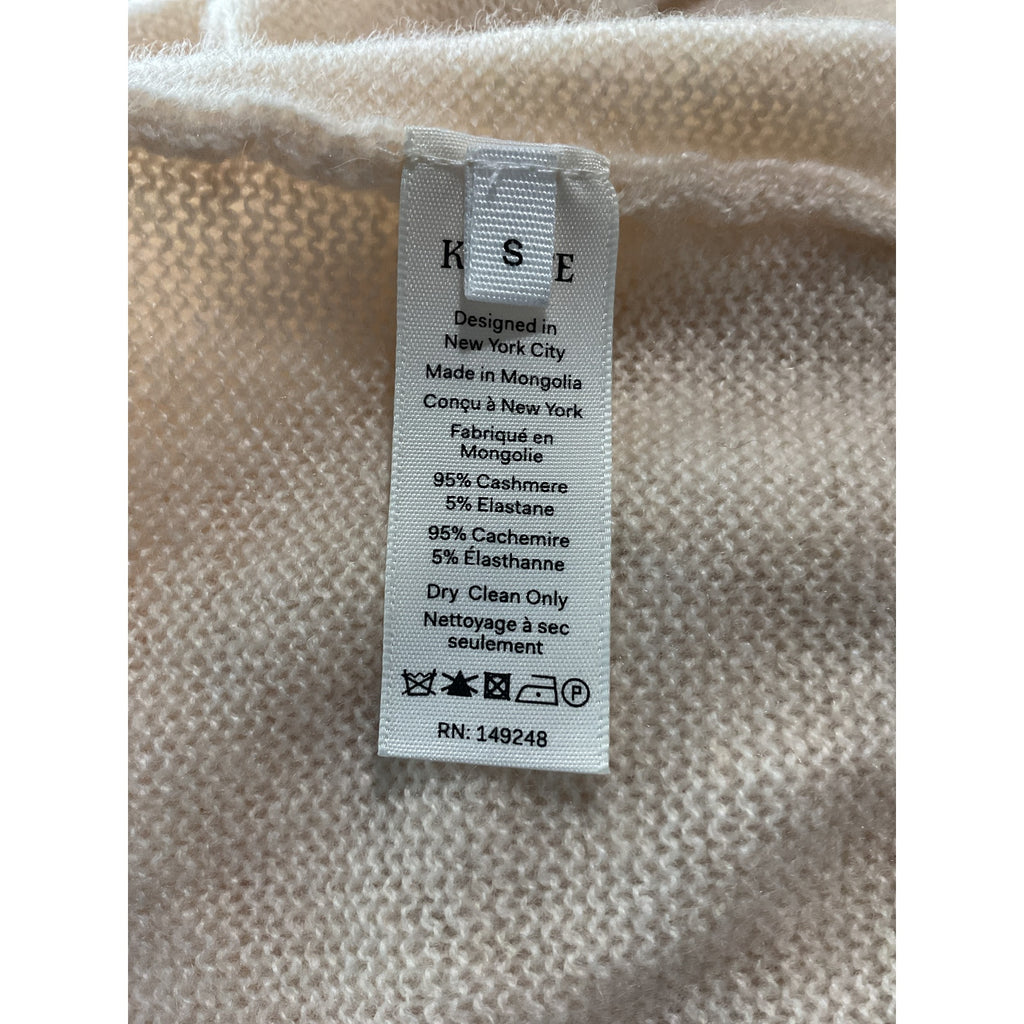 S
Designed in
New York City
Made in Mongolia
Conçu à New York
Fabriqué en
Mongolie
95% Cashmere
5% Elastane
95% Cachemire
5% Élasthanne
Dry Clean Only
Nettoyage à sec
seulement
P
RN: 149248